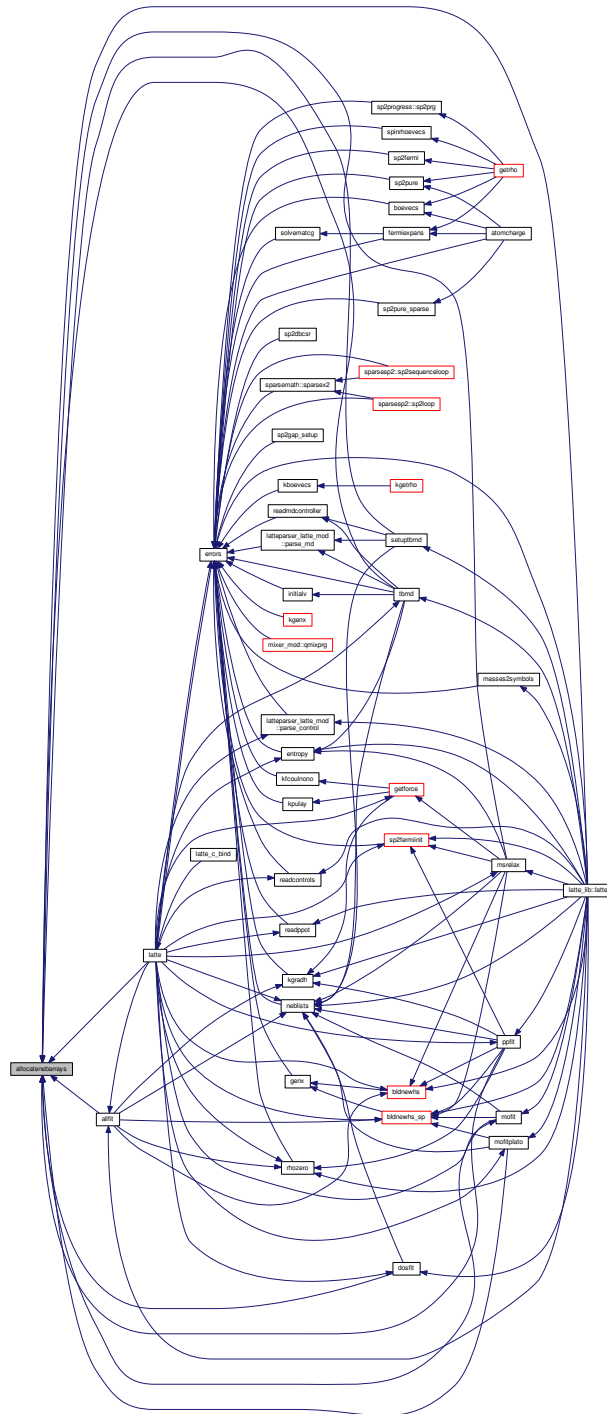 sp2progress::sp2prg
spinrhoevecs
sp2fermi
getrho
sp2pure
boevecs
solvematcg
fermiexpans
atomcharge
sp2pure_sparse
sp2dbcsr
sparsesp2::sp2sequenceloop
sparsemath::sparsex2
sparsesp2::sp2loop
sp2gap_setup
kboevecs
kgetrho
readmdcontroller
latteparser_latte_mod
::parse_md
setuptbmd
errors
initialv
tbmd
kgenx
mixer_mod::qmixprg
masses2symbols
latteparser_latte_mod
::parse_control
entropy
kfcoulnono
getforce
kpulay
sp2fermiinit
latte_c_bind
msrelax
readcontrols
latte_lib::latte
readppot
latte
kgradh
neblists
ppfit
allocatenebarrays
genx
bldnewhs
allfit
bldnewhs_sp
mofit
mofitplato
rhozero
dosfit